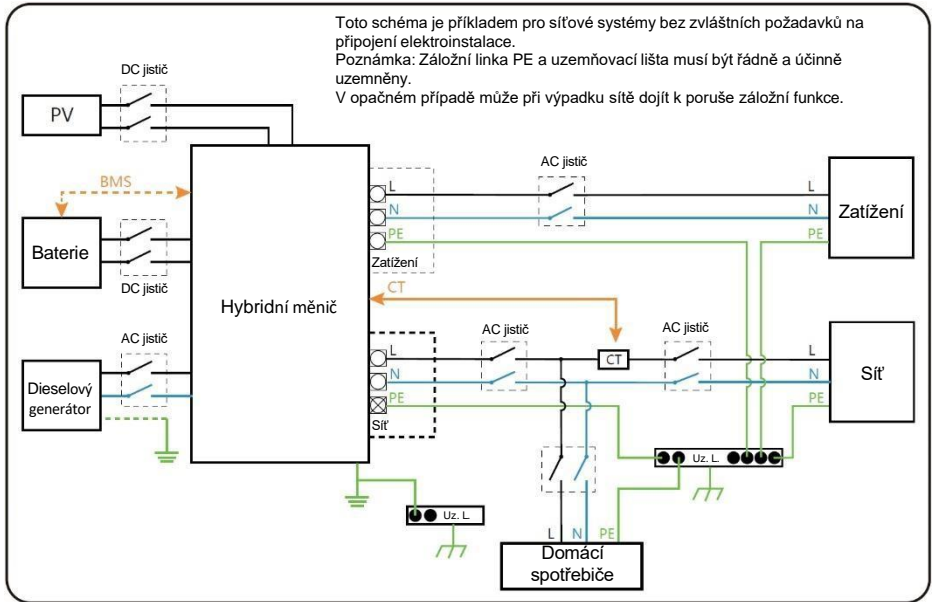 Toto schéma je příkladem pro síťové systémy bez zvláštních požadavků na
připojení elektroinstalace.
Poznámka: Záložní linka PE a uzemňovací lišta musí být řádně a účinně
uzemněny.
V opačném případě může při výpadku sítě dojít k poruše záložní funkce.
DC jistič
PV
BMS
Baterie
DC jistič
AC jistič
Dieselový
generátor
Hybridní měnič
L
N
PE
Zatížení
AC jistič
L
N
PE
Zatížení
CT
L
N
PE
Síť
AC jistič
CT
AC jistič
L
N
Síť
Uz. L.
Uz. L.
L N PE
Domácí
spotřebiče